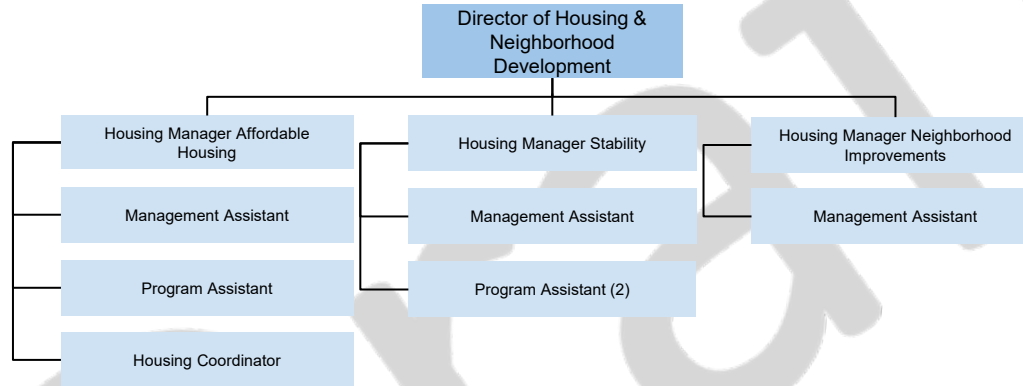 Director of Housing &
Neighborhood
Development
Housing Manager Affordable
Housing
Management Assistant
Program Assistant
Housing Coordinator
Housing Manager Stability
Management Assistant
Program Assistant (2)
Housing Manager Neighborhood
Improvements
Management Assistant